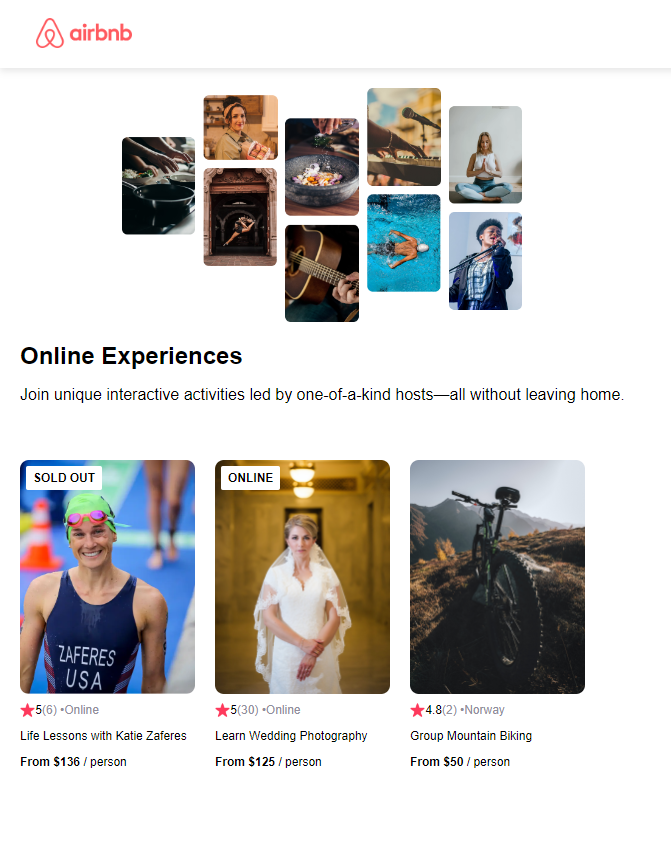 airbnb
Online Experiences
Join unique interactive activities led by one-of-a-kind hosts—all without leaving home.
SOLD OUT
ZAFERES
USA
5(6) •Online
Life Lessons with Katie Zaferes
From $136 / person
ONLINE
5(30) •Online
Learn Wedding Photography
From $125 / person
4.8(2) •Norway
Group Mountain Biking
From $50 / person